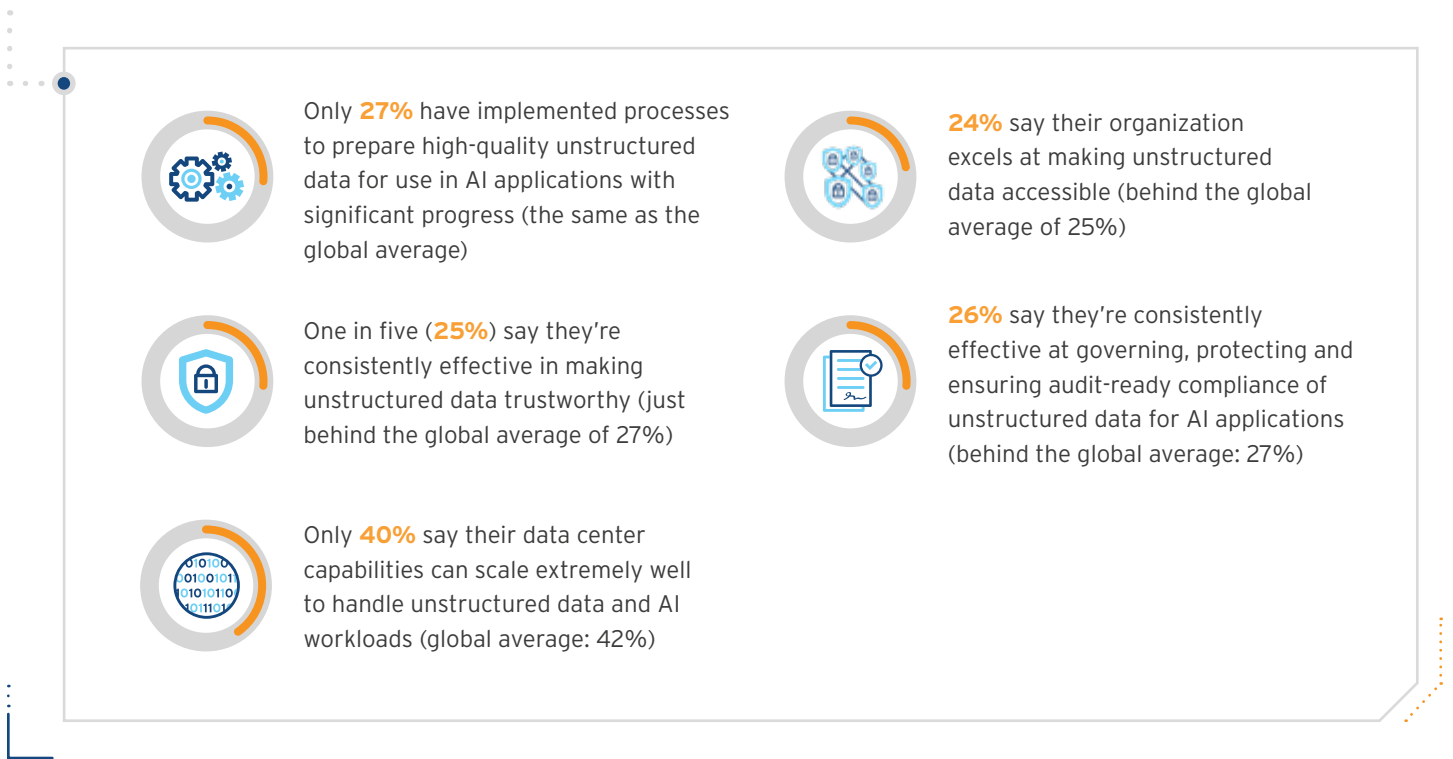 Only 27% have implemented processes
to prepare high-quality unstructured
data for use in AI applications with
significant progress (the same as the
global average)
One in five (25%) say they’re
consistently effective in making
unstructured data trustworthy (just
behind the global average of 27%)
Only 40% say their data center
capabilities can scale extremely well
to handle unstructured data and AI
workloads (global average: 42%)
24% say their organization
excels at making unstructured
data accessible (behind the global
average of 25%)
26% say they’re consistently
effective at governing, protecting and
ensuring audit-ready compliance of
unstructured data for AI applications
(behind the global average: 27%)